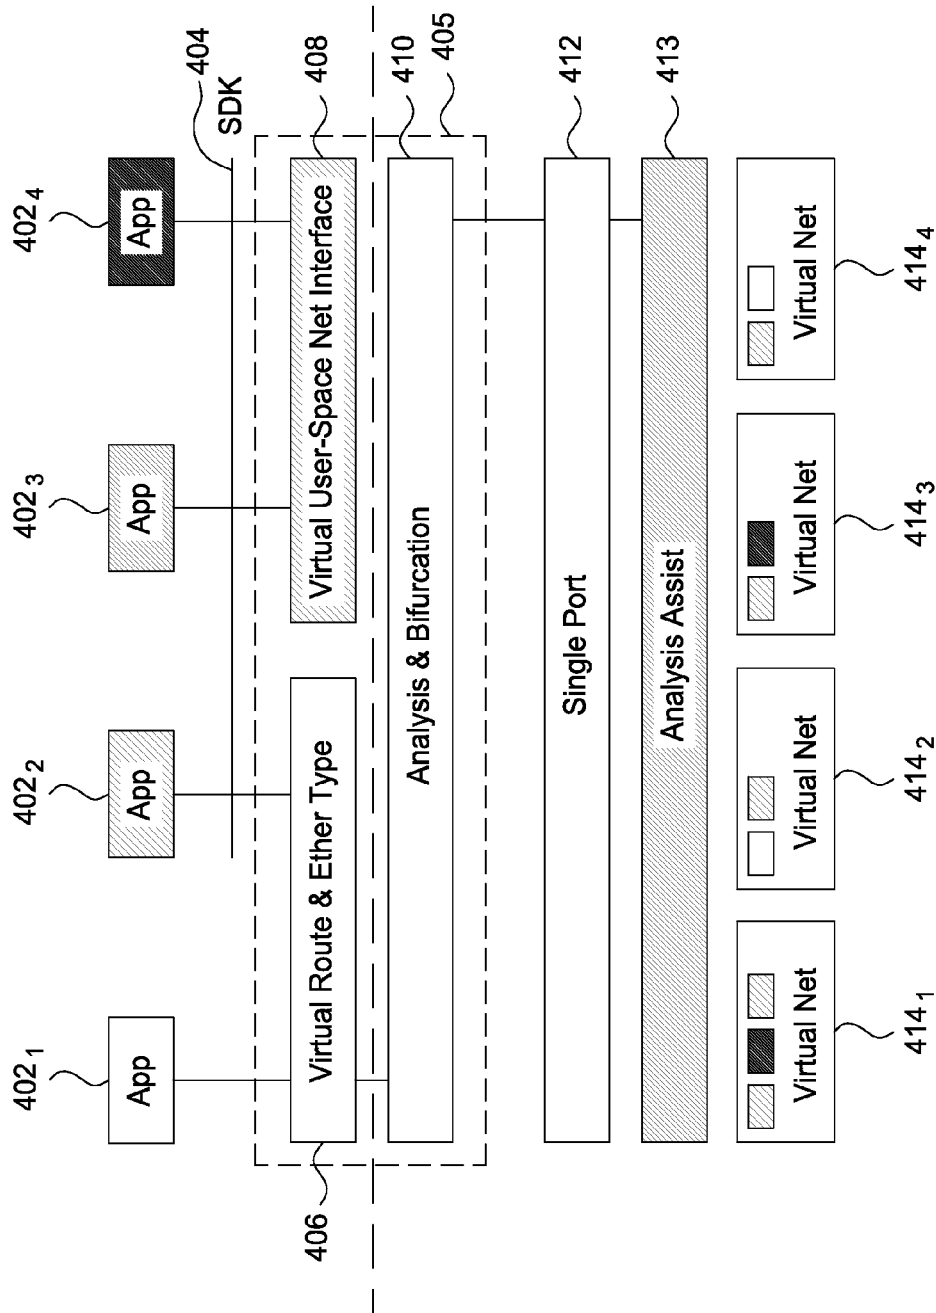 402₁
402₂
402₃
402₄
App
App
App
App
404
SDK
406
Virtual Route & Ether Type
Virtual User-Space Net Interface
408
Analysis & Bifurcation
410
405
Single Port
412
Analysis Assist
413
Virtual Net
Virtual Net
Virtual Net
Virtual Net
414₁
414₂
414₃
414₄